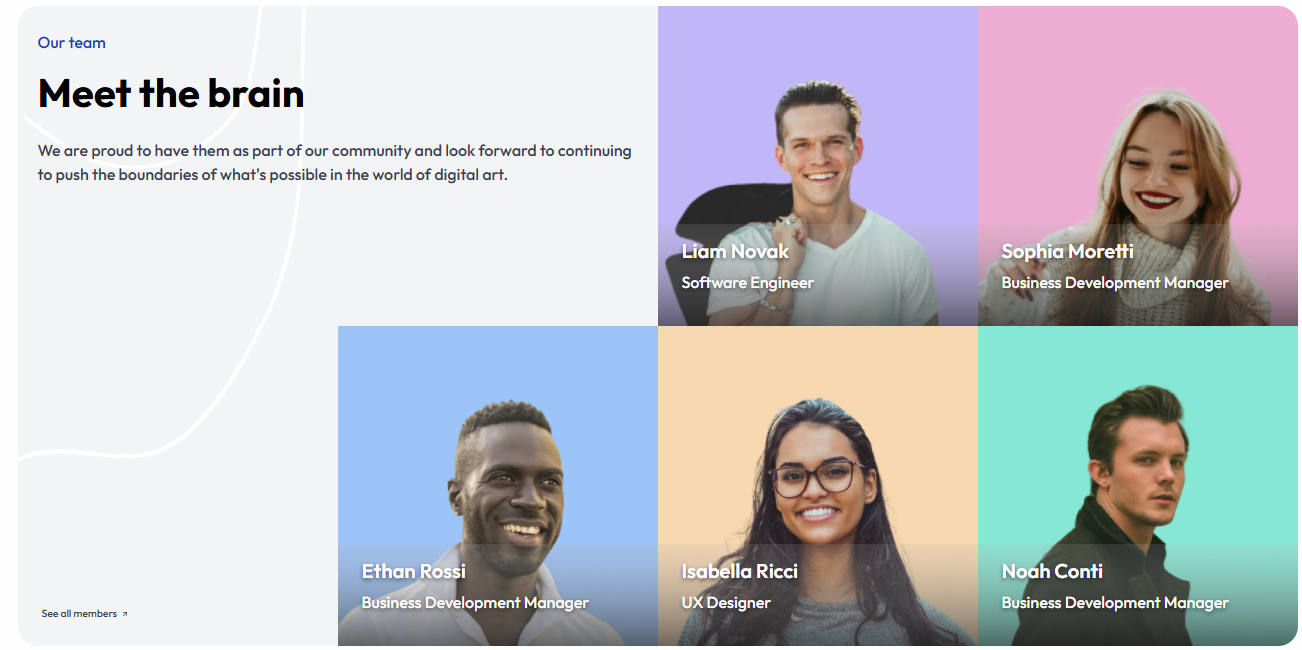 Our team
Meet the brain
We are proud to have them as part of our community and look forward to continuing
to push the boundaries of what's possible in the world of digital art.
See all members
Liam Novak
Software Engineer
Sophia Moretti
Business Development Manager
Ethan Rossi
Business Development Manager
Isabella Ricci
UX Designer
Noah Conti
Business Development Manager